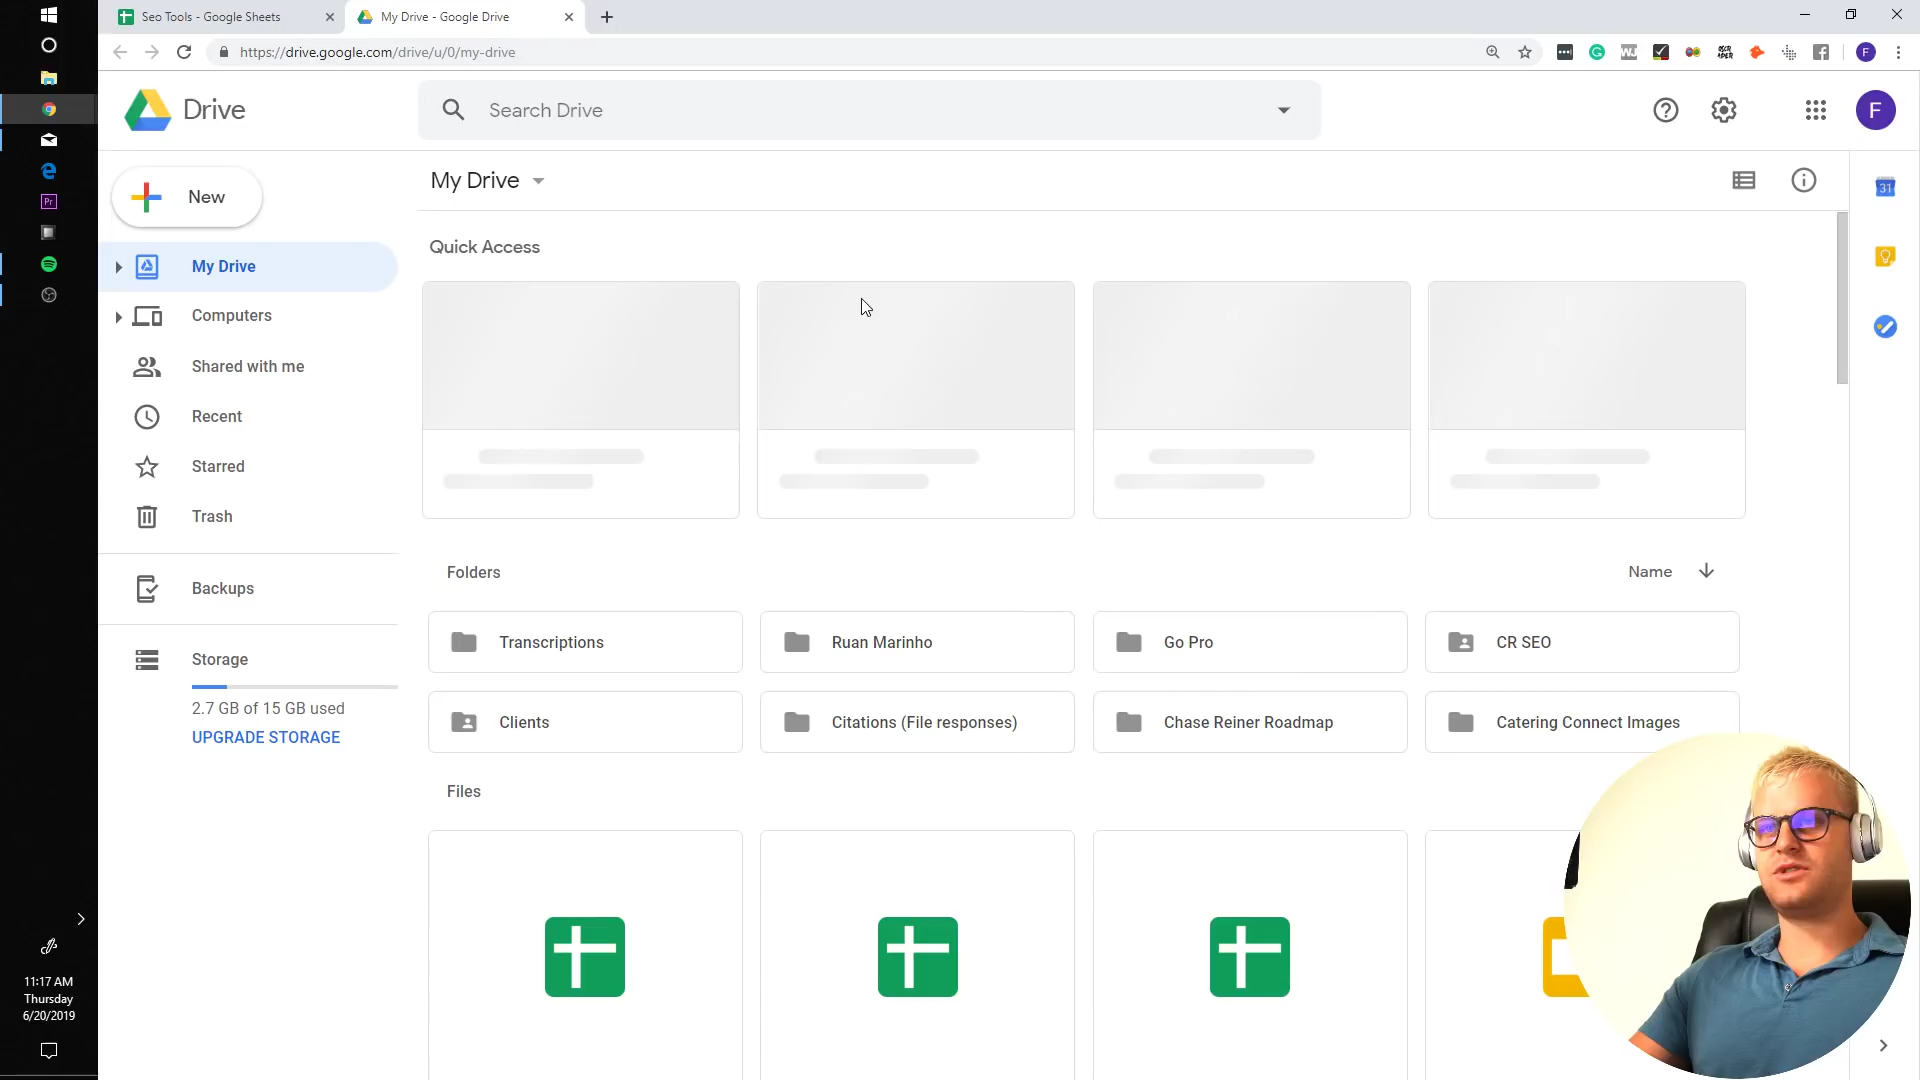 Seo Tools - Google Sheets
My Drive - Google Drive
https://drive.google.com/drive/u/0/my-drive
F
Drive
Search Drive
F
New
My Drive
Quick Access
31
My Drive
Computers
Shared with me
Recent
Starred
Trash
Backups
Storage
2.7 GB of 15 GB used
UPGRADE STORAGE
Folders
Name
Transcriptions
Ruan Marinho
Go Pro
CR SEO
Clients
Citations (File responses)
Chase Reiner Roadmap
Catering Connect Images
Files
Pr
11:17 AM
Thursday
6/20/2019